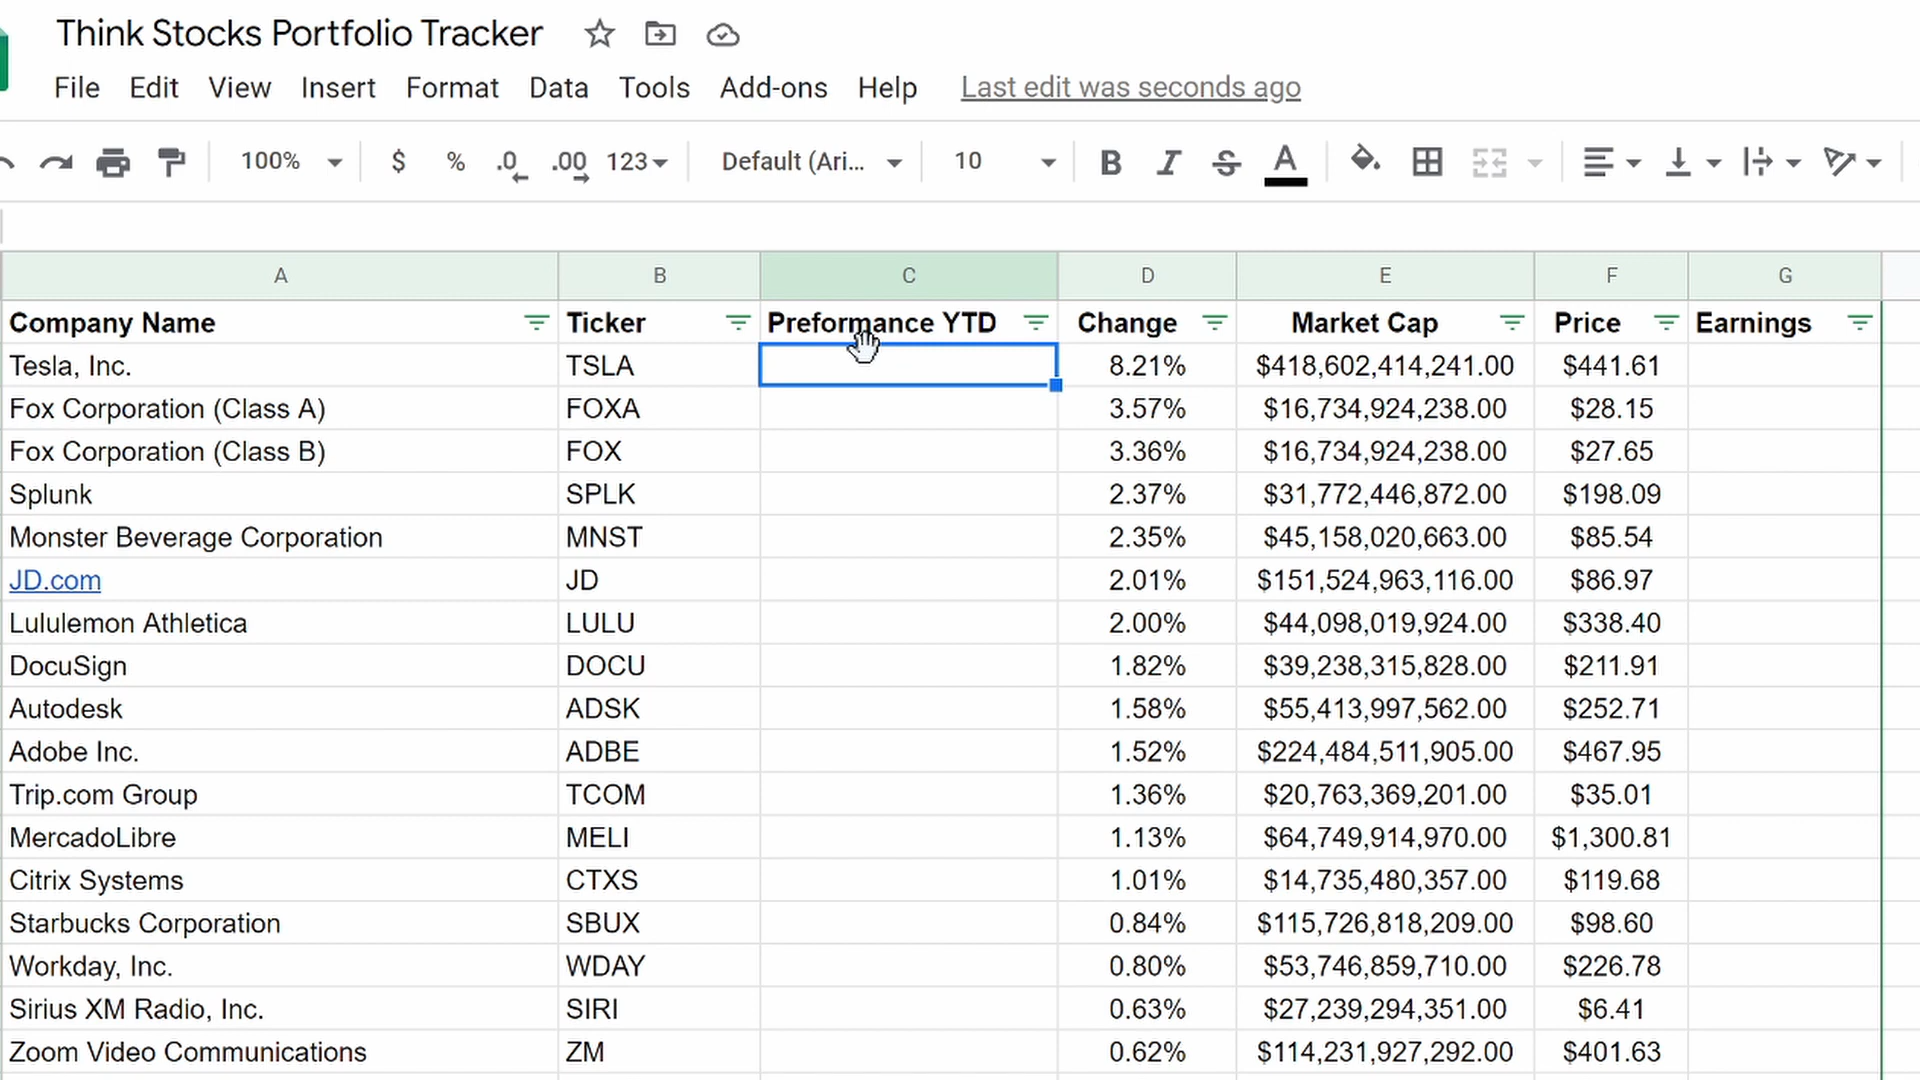 Think Stocks Portfolio Tracker
File Edit View Insert Format Data Tools Add-ons Help Last edit was seconds ago
100% $ % .0 .00 123 Default (Ari... 10 B I S A
A B C D E F G
Company Name Ticker Preformance YTD Change Market Cap Price Earnings
Tesla, Inc. TSLA 8.21% $418,602,414,241.00 $441.61
Fox Corporation (Class A) FOXA 3.57% $16,734,924,238.00 $28.15
Fox Corporation (Class B) FOX 3.36% $16,734,924,238.00 $27.65
Splunk SPLK 2.37% $31,772,446,872.00 $198.09
Monster Beverage Corporation MNST 2.35% $45,158,020,663.00 $85.54
JD.com JD 2.01% $151,524,963,116.00 $86.97
Lululemon Athletica LULU 2.00% $44,098,019,924.00 $338.40
DocuSign DOCU 1.82% $39,238,315,828.00 $211.91
Autodesk ADSK 1.58% $55,413,997,562.00 $252.71
Adobe Inc. ADBE 1.52% $224,484,511,905.00 $467.95
Trip.com Group TCOM 1.36% $20,763,369,201.00 $35.01
MercadoLibre MELI 1.13% $64,749,914,970.00 $1,300.81
Citrix Systems CTXS 1.01% $14,735,480,357.00 $119.68
Starbucks Corporation SBUX 0.84% $115,726,818,209.00 $98.60
Workday, Inc. WDAY 0.80% $53,746,859,710.00 $226.78
Sirius XM Radio, Inc. SIRI 0.63% $27,239,294,351.00 $6.41
Zoom Video Communications ZM 0.62% $114,231,927,292.00 $401.63